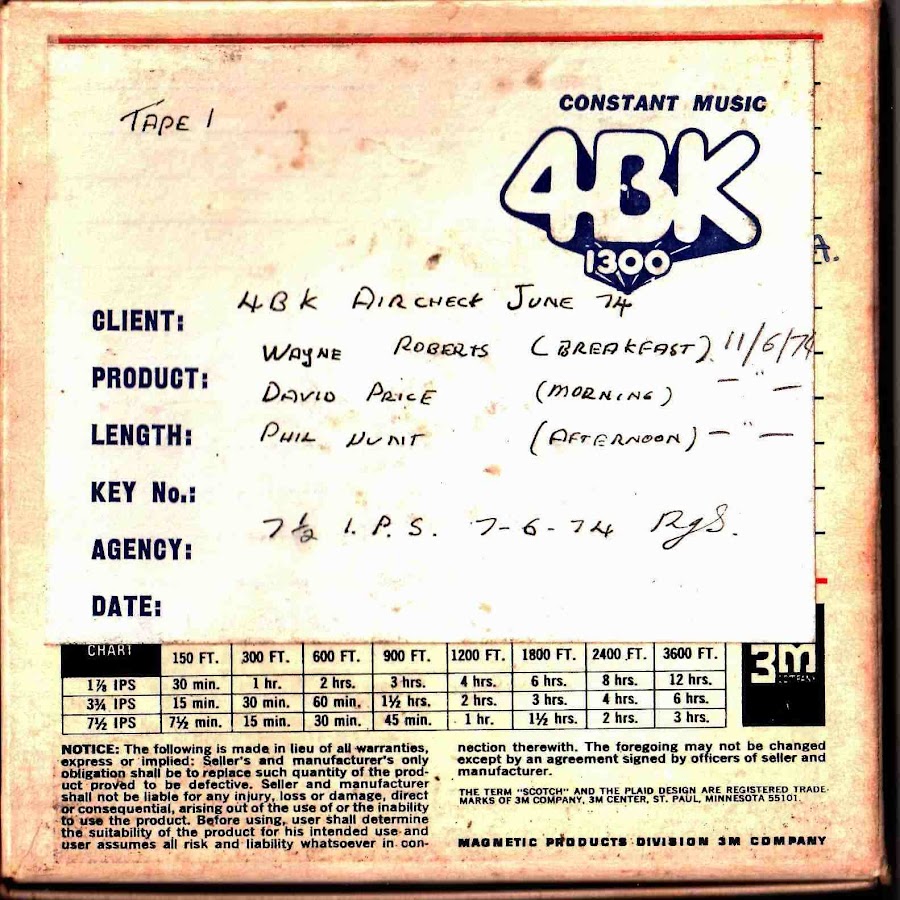 TAPE 1
CONSTANT MUSIC
4BK
1300
A.
CLIENT: 4BK AIRCHECK JUNE 74
WAYNE ROBERTS (BREAKFAST) 11/6/74
PRODUCT:
DAVID PRICE (MORNING) — " —
LENGTH: PHIL HUNT (AFTERNOON) — " —
KEY No.:
7½ I.P.S. 7-6-74 RgS.
AGENCY:
DATE:
CHART 150 FT. 300 FT. 600 FT. 900 FT. 1200 FT. 1800 FT. 2400 FT. 3600 FT.
1⅞ IPS 30 min. 1 hr. 2 hrs. 3 hrs. 4 hrs. 6 hrs. 8 hrs. 12 hrs.
3¾ IPS 15 min. 30 min. 60 min. 1½ hrs. 2 hrs. 3 hrs. 4 hrs. 6 hrs.
7½ IPS 7½ min. 15 min. 30 min. 45 min. 1 hr. 1½ hrs. 2 hrs. 3 hrs.
3M
COMPANY
NOTICE: The following is made in lieu of all warranties,
express or implied: Seller's and manufacturer's only
obligation shall be to replace such quantity of the prod-
uct proved to be defective. Seller and manufacturer
shall not be liable for any injury, loss or damage, direct
or consequential, arising out of the use of or the inability
to use the product. Before using, user shall determine
the suitability of the product for his intended use and
user assumes all risk and liability whatsoever in con-
nection therewith. The foregoing may not be changed
except by an agreement signed by officers of seller and
manufacturer.
THE TERM "SCOTCH" AND THE PLAID DESIGN ARE REGISTERED TRADE-
MARKS OF 3M COMPANY, 3M CENTER, ST. PAUL, MINNESOTA 55101.
MAGNETIC PRODUCTS DIVISION 3M COMPANY